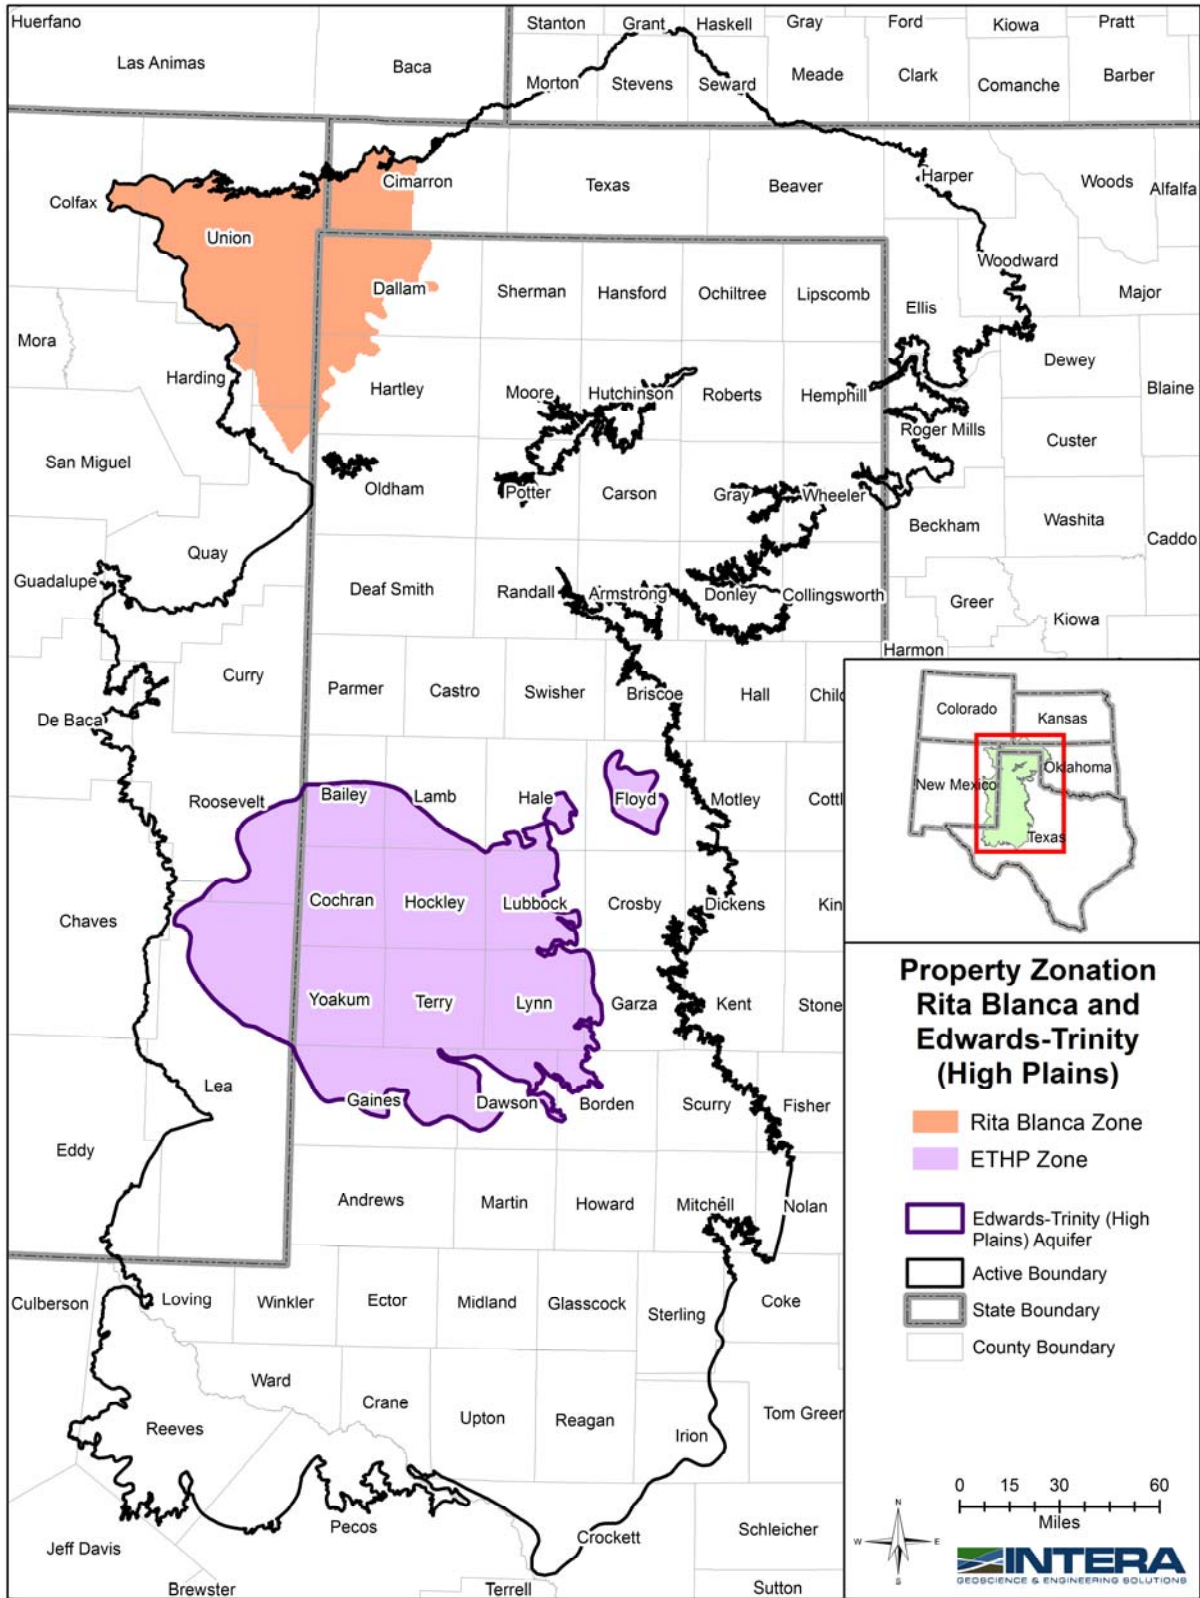 Huerfano
Las Animas
Baca
Stanton
Grant
Haskell
Gray
Ford
Kiowa
Pratt
Morton
Stevens
Seward
Meade
Clark
Comanche
Barber
Colfax
Union
Cimarron
Texas
Beaver
Harper
Woods
Alfalfa
Dallam
Sherman
Hansford
Ochiltree
Lipscomb
Ellis
Woodward
Major
Mora
Harding
Hartley
Moore
Hutchinson
Roberts
Hemphill
Dewey
Blaine
Roger Mills
Custer
San Miguel
Oldham
Potter
Carson
Gray
Wheeler
Beckham
Washita
Caddo
Quay
Guadalupe
Deaf Smith
Randall
Armstrong
Donley
Collingsworth
Greer
Kiowa
Harmon
Curry
De Baca
Parmer
Castro
Swisher
Briscoe
Hall
Chilc
Roosevelt
Bailey
Lamb
Hale
Floyd
Motley
Cottl
Chaves
Cochran
Hockley
Lubbock
Crosby
Dickens
Kin
Yoakum
Terry
Lynn
Garza
Kent
Stone
Lea
Gaines
Dawson
Borden
Scurry
Fisher
Eddy
Andrews
Martin
Howard
Mitchell
Nolan
Culberson
Loving
Winkler
Ector
Midland
Glasscock
Sterling
Coke
Ward
Crane
Upton
Reagan
Irion
Tom Greer
Reeves
Pecos
Crockett
Schleicher
Jeff Davis
Brewster
Terrell
Sutton
Colorado
Kansas
New Mexico
Oklahoma
Texas
Property Zonation
Rita Blanca and
Edwards-Trinity
(High Plains)
Rita Blanca Zone
ETHP Zone
Edwards-Trinity (High
Plains) Aquifer
Active Boundary
State Boundary
County Boundary
0 15 30 60
Miles
N
W E
S
INTERA
GEOSCIENCE & ENGINEERING SOLUTIONS